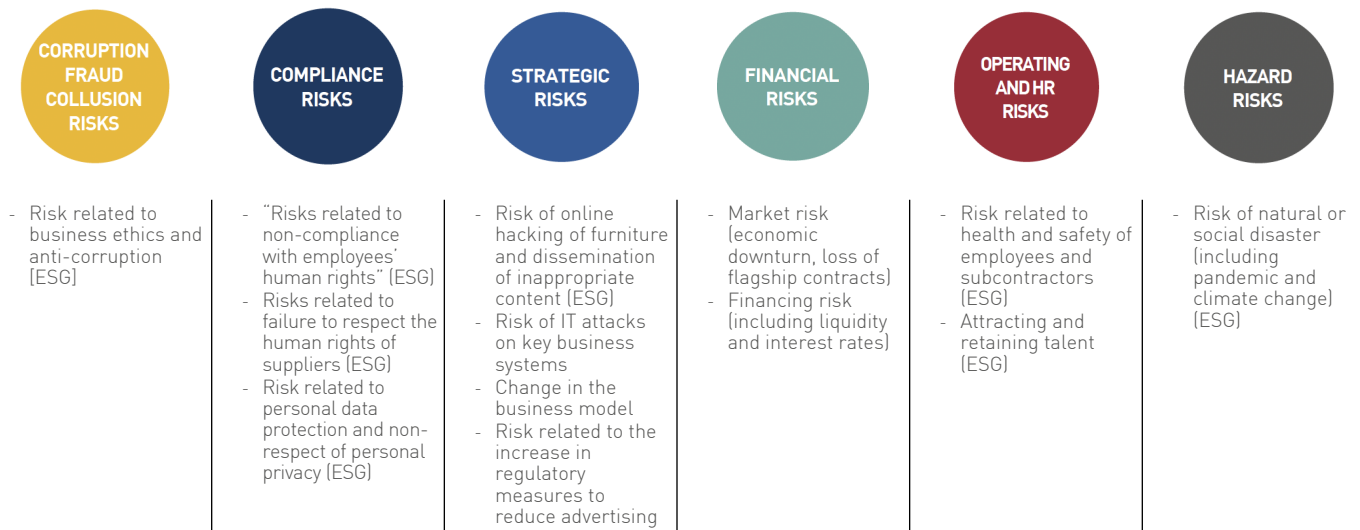 CORRUPTION
FRAUD
COLLUSION
RISKS
COMPLIANCE
RISKS
STRATEGIC
RISKS
FINANCIAL
RISKS
OPERATING
AND HR
RISKS
HAZARD
RISKS
- Risk related to
business ethics and
anti-corruption
[ESG]
- “Risks related to
non-compliance
with employees’
human rights” (ESG)
- Risks related to
failure to respect the
human rights of
suppliers (ESG)
- Risk related to
personal data
protection and non-
respect of personal
privacy (ESG)
- Risk of online
hacking of furniture
and dissemination
of inappropriate
content (ESG)
- Risk of IT attacks
on key business
systems
- Change in the
business model
- Risk related to the
increase in
regulatory
measures to
reduce advertising
- Market risk
(economic
downturn, loss of
flagship contracts)
- Financing risk
(including liquidity
and interest rates)
- Risk related to
health and safety of
employees and
subcontractors
(ESG)
- Attracting and
retaining talent
(ESG)
- Risk of natural or
social disaster
(including
pandemic and
climate change)
(ESG)